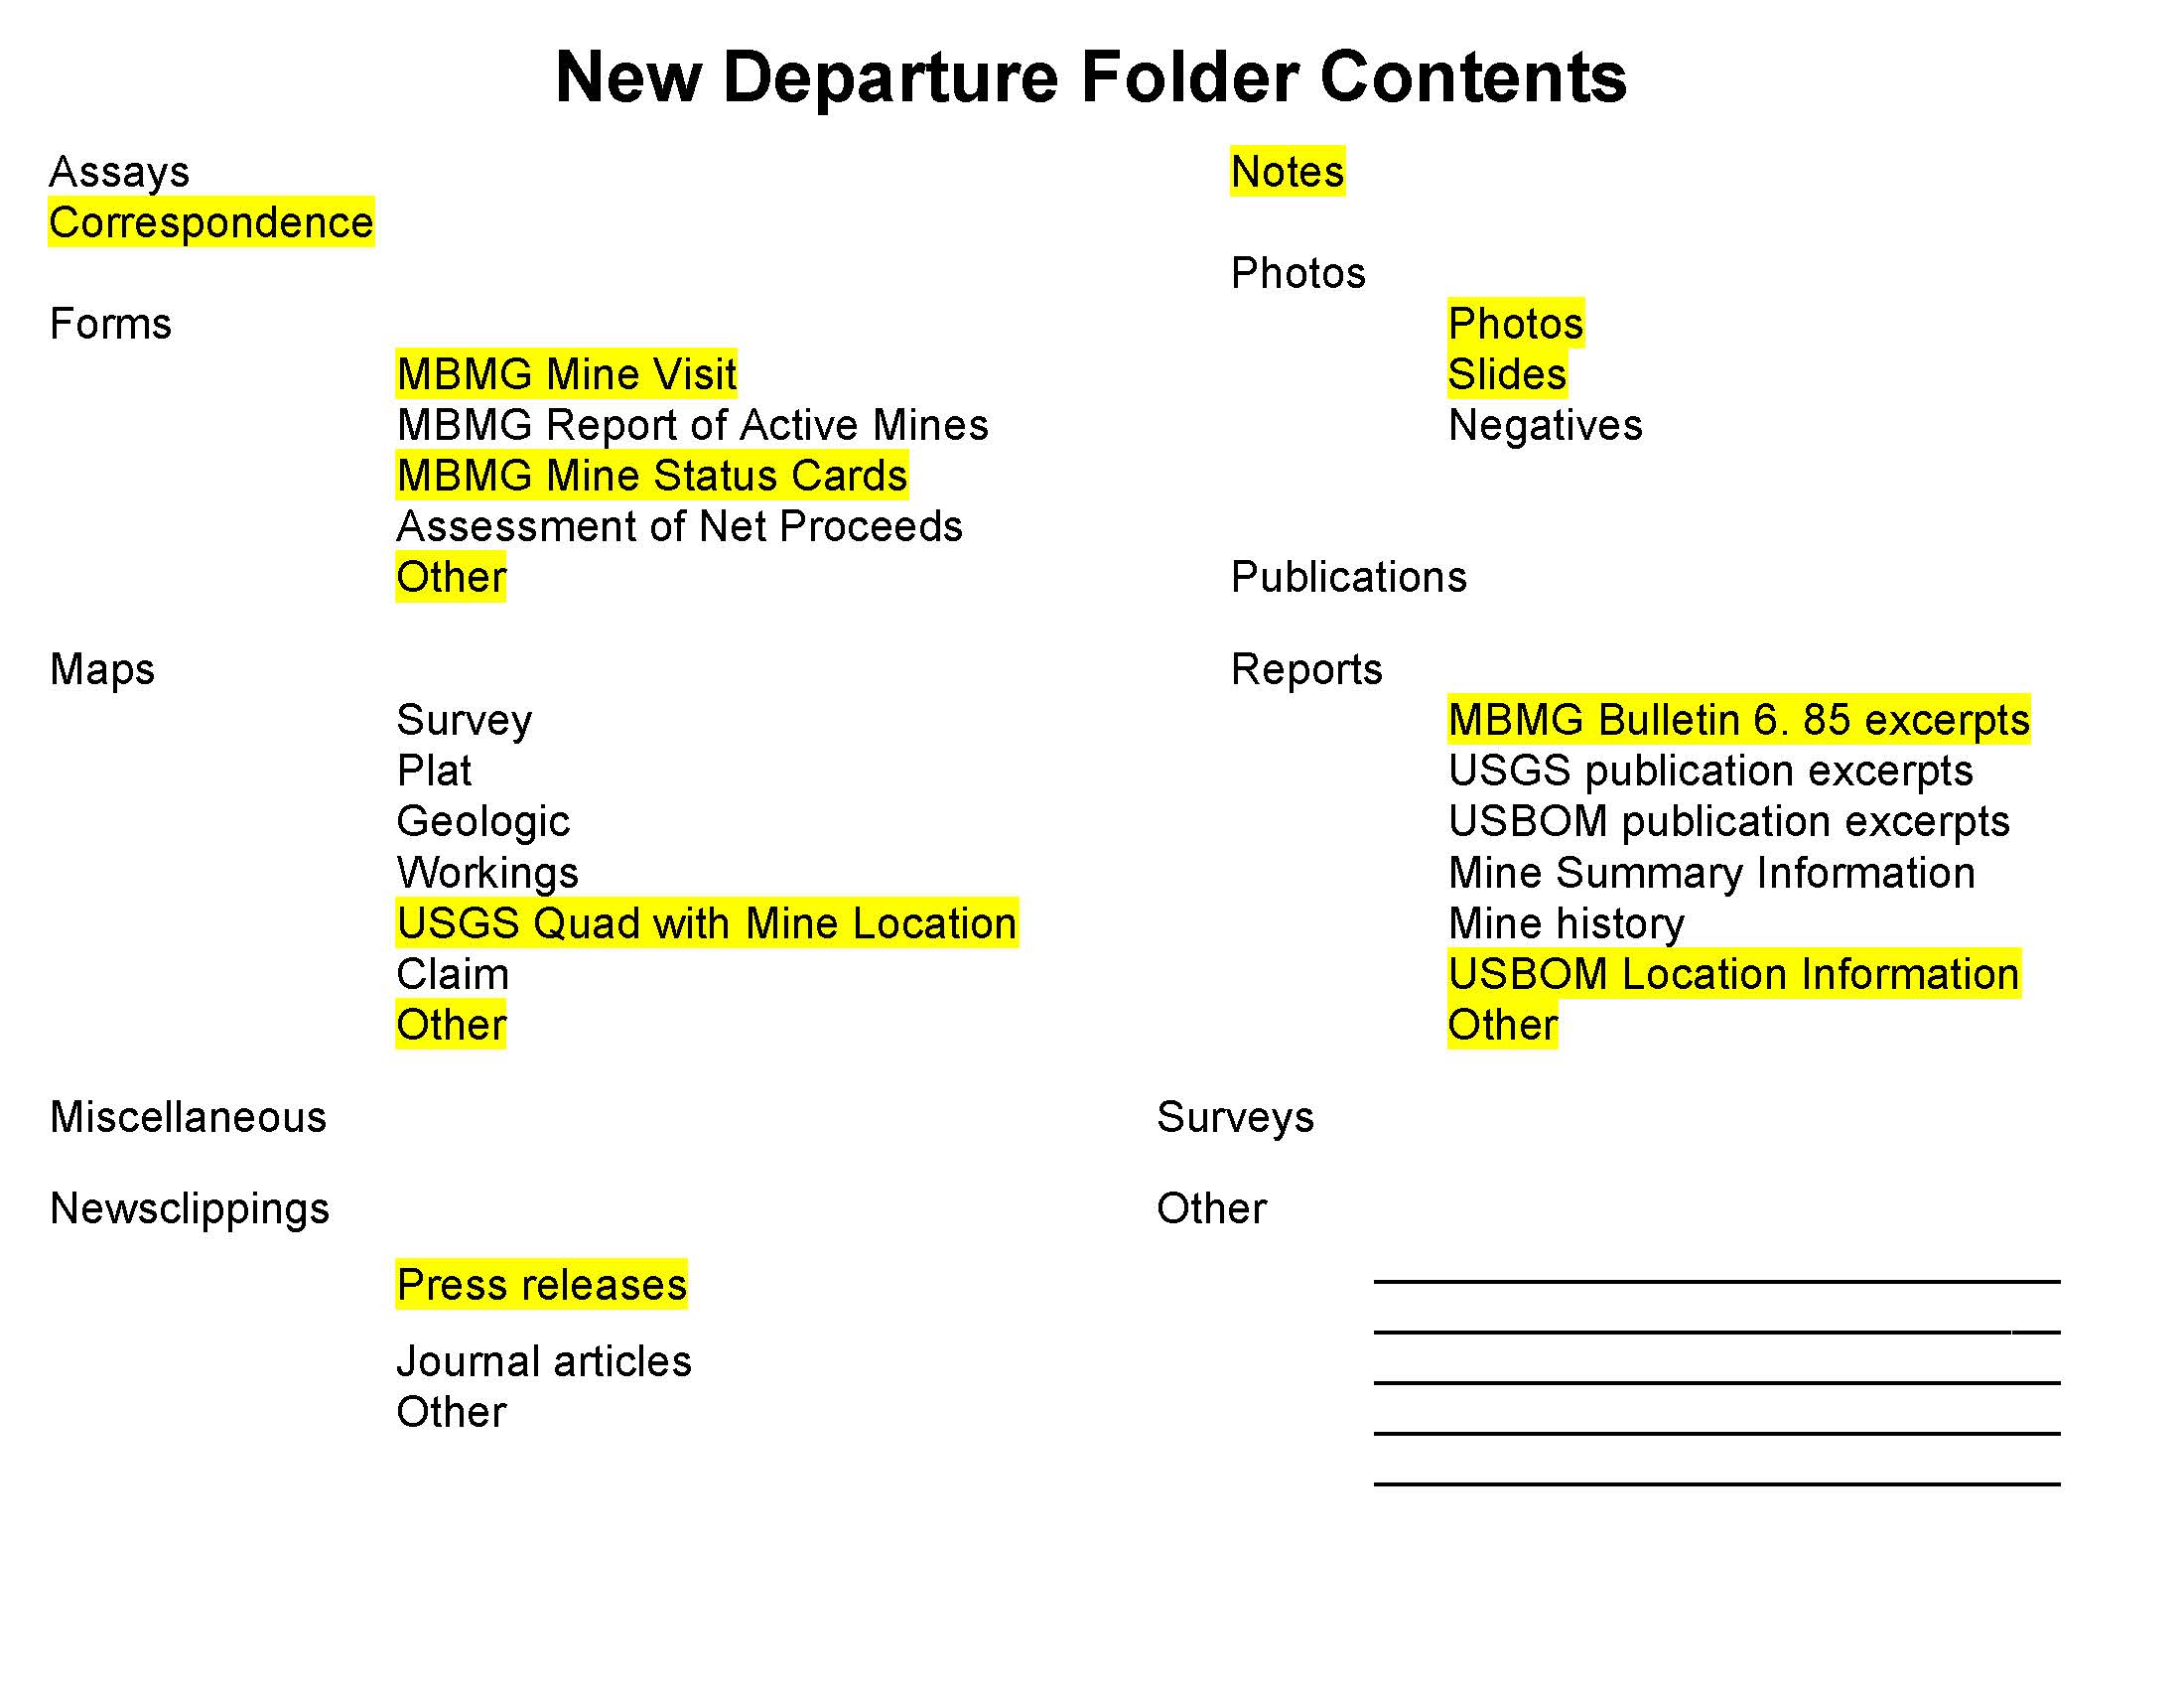 New Departure Folder Contents
Assays
Correspondence
Forms
MBMG Mine Visit
MBMG Report of Active Mines
MBMG Mine Status Cards
Assessment of Net Proceeds
Other
Maps
Survey
Plat
Geologic
Workings
USGS Quad with Mine Location
Claim
Other
Miscellaneous
Newsclippings
Press releases
Journal articles
Other
Notes
Photos
Photos
Slides
Negatives
Publications
Reports
MBMG Bulletin 6. 85 excerpts
USGS publication excerpts
USBOM publication excerpts
Mine Summary Information
Mine history
USBOM Location Information
Other
Surveys
Other